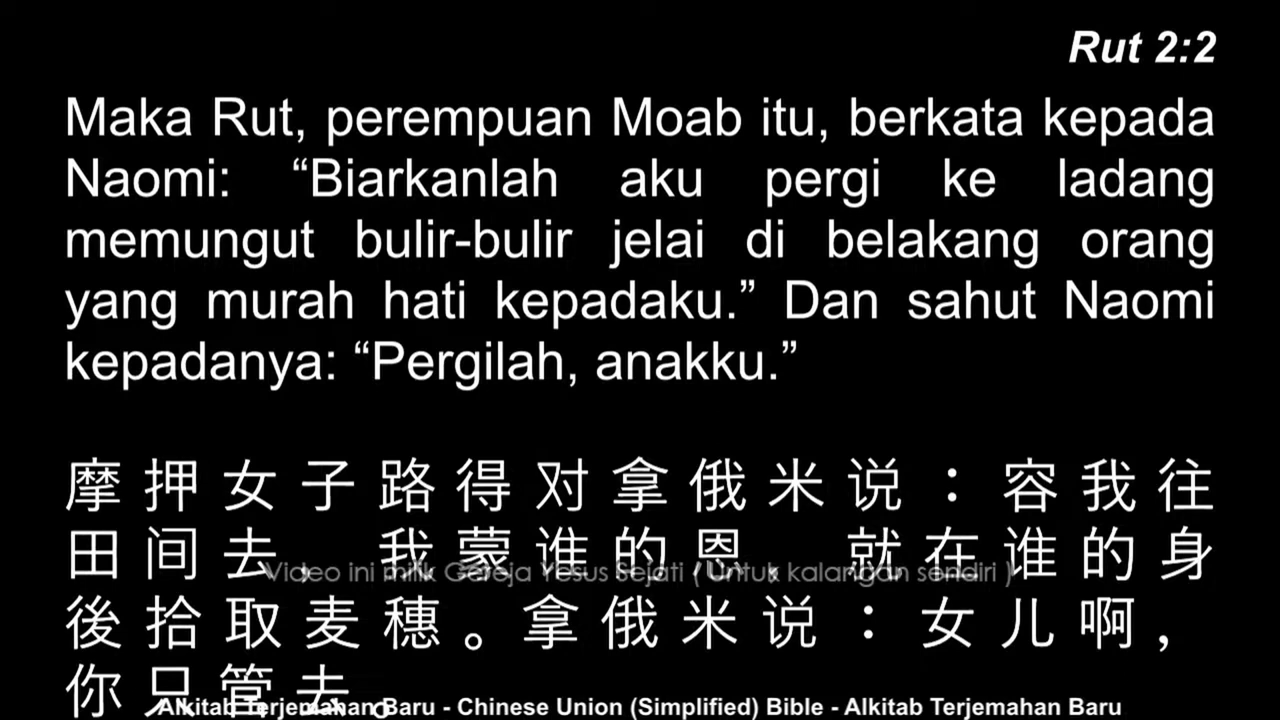 Rut 2:2
Maka Rut, perempuan Moab itu, berkata kepada
Naomi: “Biarkanlah aku pergi ke ladang
memungut bulir-bulir jelai di belakang orang
yang murah hati kepadaku.” Dan sahut Naomi
kepadanya: “Pergilah, anakku.”
摩押女子路得对拿俄米说：容我往
田间去，我蒙谁的恩，就在谁的身
Video ini milik Gereja Yesus Sejati ( Untuk kalangan sendiri )
後拾取麦穗。拿俄米说：女儿啊，
你只管去。
Alkitab Terjemahan Baru - Chinese Union (Simplified) Bible - Alkitab Terjemahan Baru